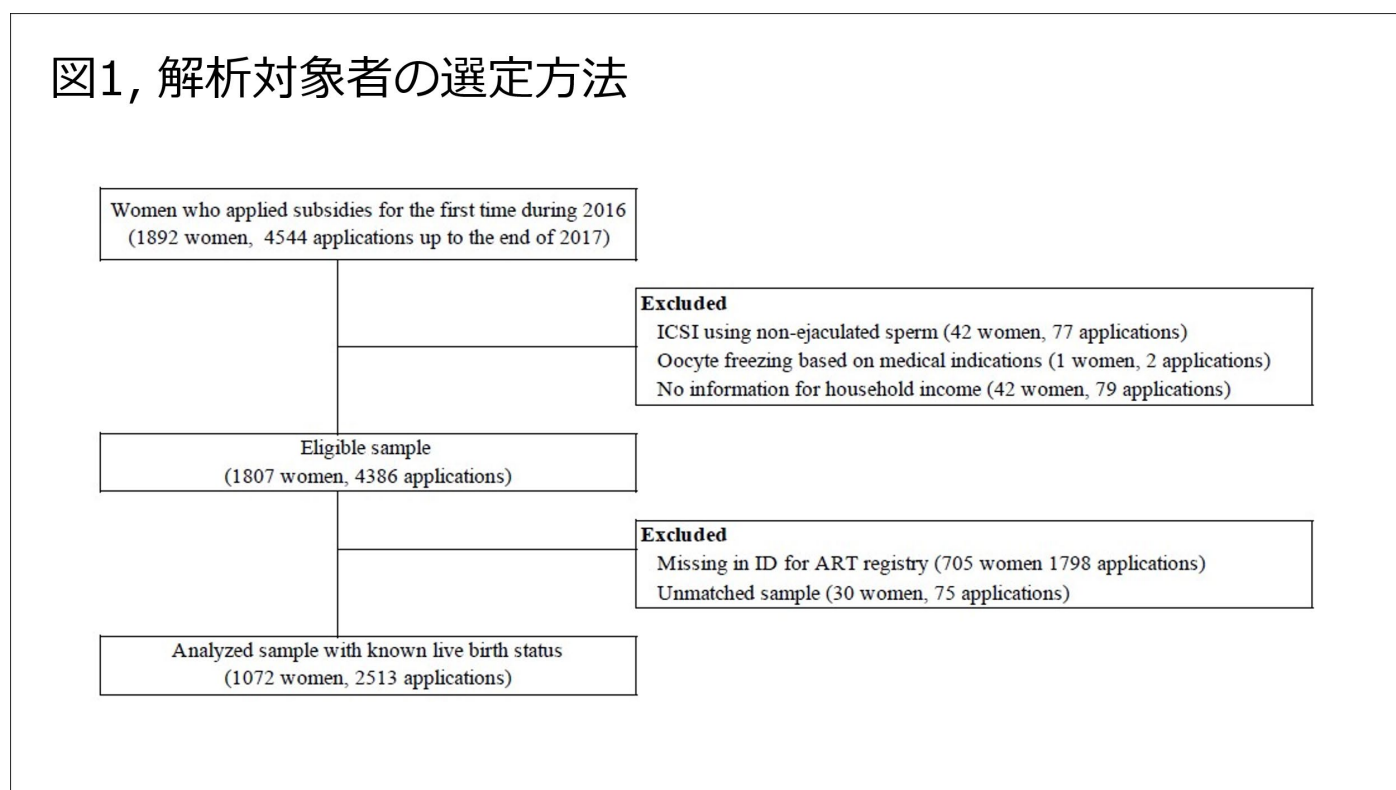 図1, 解析対象者の選定方法
Women who applied subsidies for the first time during 2016
(1892 women, 4544 applications up to the end of 2017)
Excluded
ICSI using non-ejaculated sperm (42 women, 77 applications)
Oocyte freezing based on medical indications (1 women, 2 applications)
No information for household income (42 women, 79 applications)
Eligible sample
(1807 women, 4386 applications)
Excluded
Missing in ID for ART registry (705 women 1798 applications)
Unmatched sample (30 women, 75 applications)
Analyzed sample with known live birth status
(1072 women, 2513 applications)